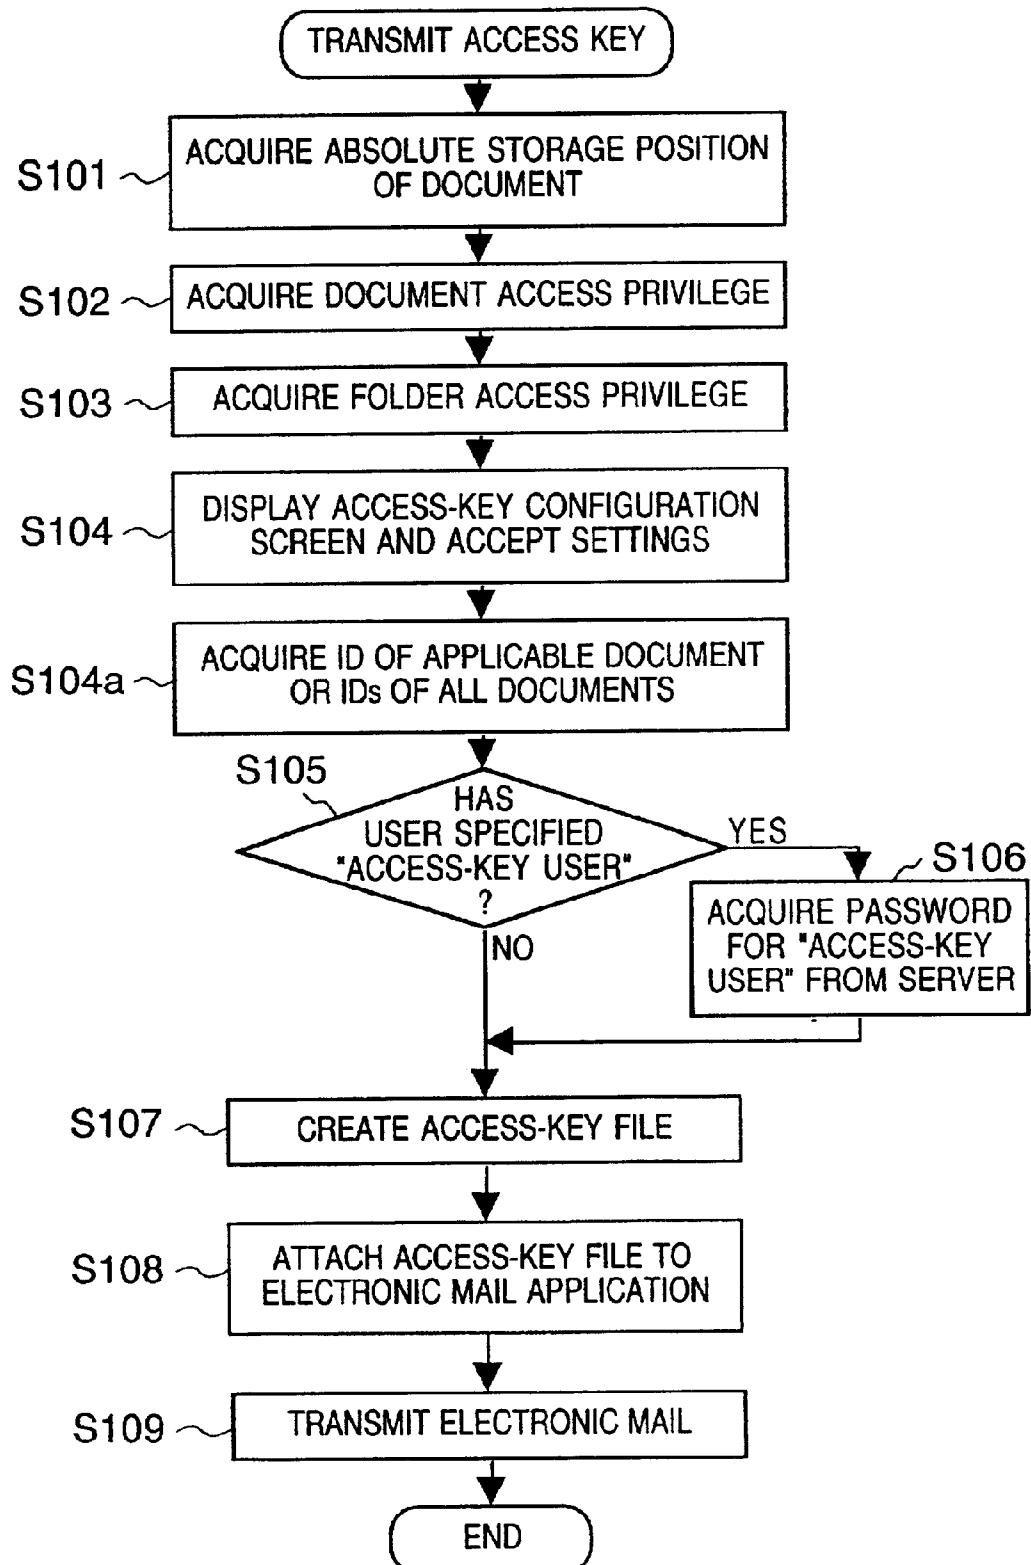 TRANSMIT ACCESS KEY
S101
ACQUIRE ABSOLUTE STORAGE POSITION
OF DOCUMENT
S102
ACQUIRE DOCUMENT ACCESS PRIVILEGE
S103
ACQUIRE FOLDER ACCESS PRIVILEGE
S104
DISPLAY ACCESS-KEY CONFIGURATION
SCREEN AND ACCEPT SETTINGS
S104a
ACQUIRE ID OF APPLICABLE DOCUMENT
OR IDs OF ALL DOCUMENTS
S105
HAS
USER SPECIFIED
"ACCESS-KEY USER"
?
YES
NO
S106
ACQUIRE PASSWORD
FOR "ACCESS-KEY
USER" FROM SERVER
S107
CREATE ACCESS-KEY FILE
S108
ATTACH ACCESS-KEY FILE TO
ELECTRONIC MAIL APPLICATION
S109
TRANSMIT ELECTRONIC MAIL
END